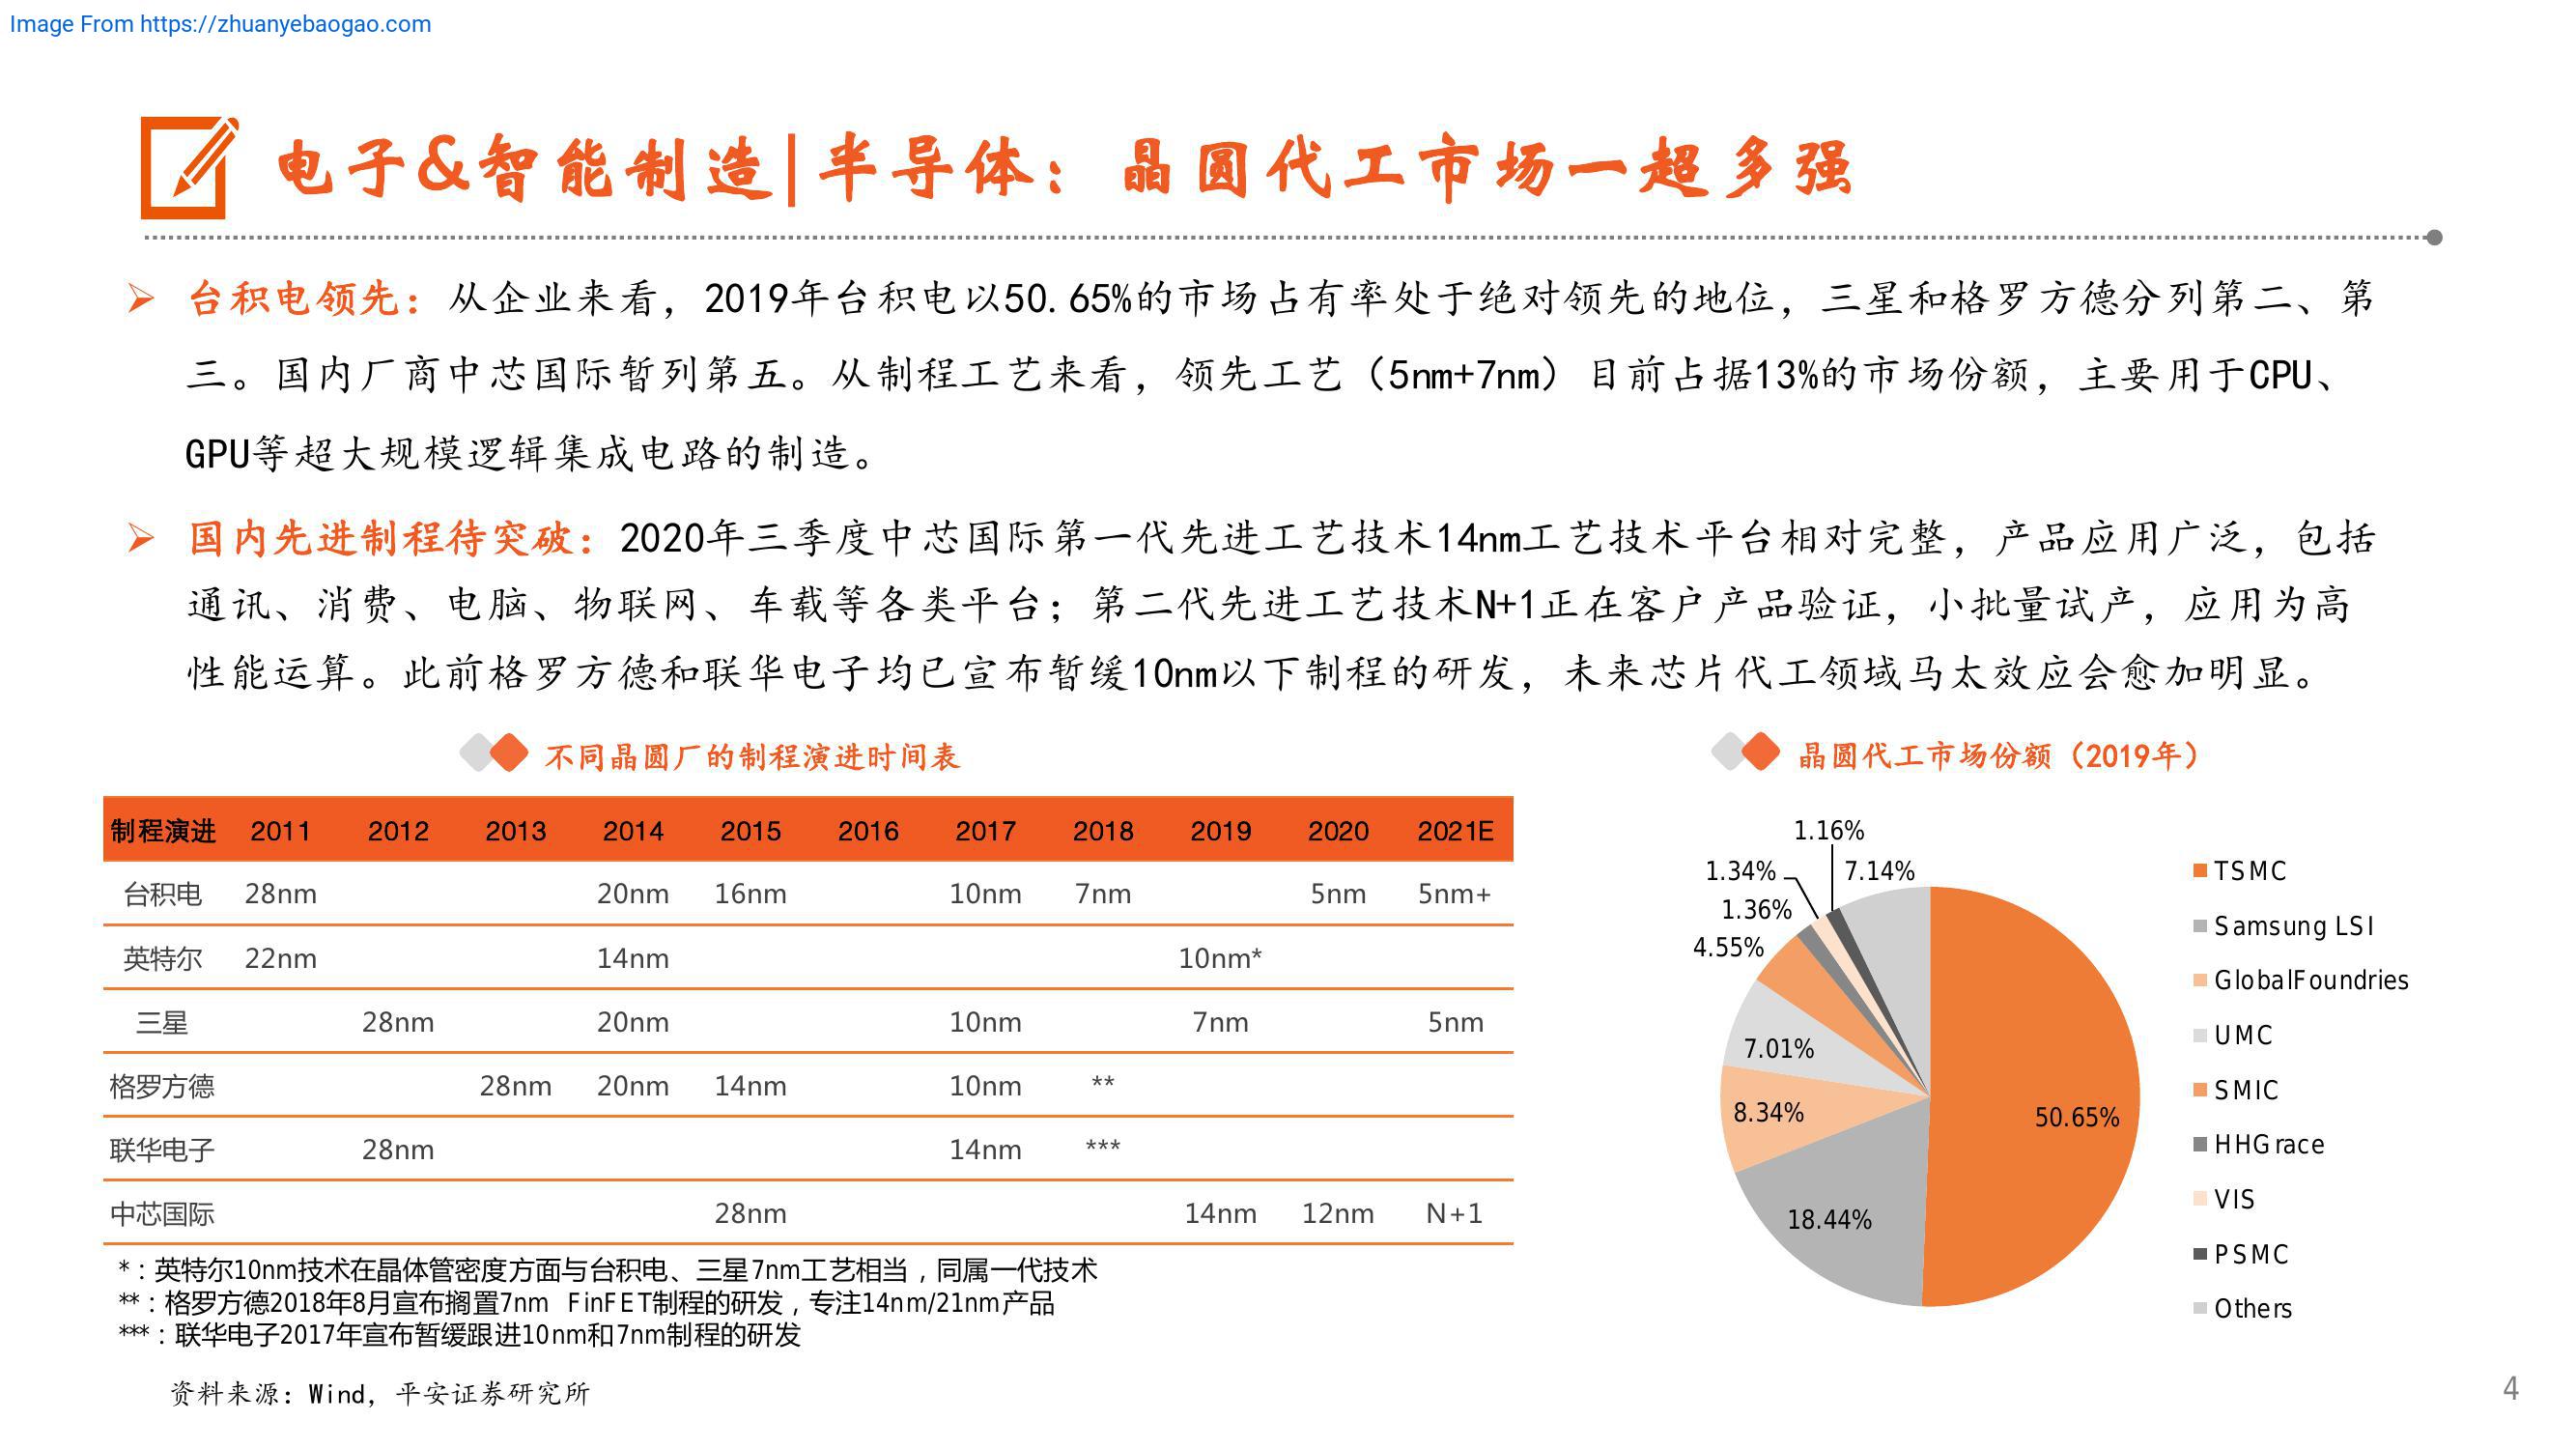 Image From https://zhuanyebaogao.com
电子&智能制造|半导体：晶圆代工市场一超多强
台积电领先：从企业来看，2019年台积电以50.65%的市场占有率处于绝对领先的地位，三星和格罗方德分列第二、第
三。国内厂商中芯国际暂列第五。从制程工艺来看，领先工艺（5nm+7nm）目前占据13%的市场份额，主要用于CPU、
GPU等超大规模逻辑集成电路的制造。
国内先进制程待突破：2020年三季度中芯国际第一代先进工艺技术14nm工艺技术平台相对完整，产品应用广泛，包括
通讯、消费、电脑、物联网、车载等各类平台；第二代先进工艺技术N+1正在客户产品验证，小批量试产，应用为高
性能运算。此前格罗方德和联华电子均已宣布暂缓10nm以下制程的研发，未来芯片代工领域马太效应会愈加明显。
不同晶圆厂的制程演进时间表
制程演进 2011 2012 2013 2014 2015 2016 2017 2018 2019 2020 2021E
台积电 28nm 20nm 16nm 10nm 7nm 5nm 5nm+
英特尔 22nm 14nm 10nm*
三星 28nm 20nm 10nm 7nm 5nm
格罗方德 28nm 20nm 14nm 10nm **
联华电子 28nm 14nm ***
中芯国际 28nm 14nm 12nm N+1
*：英特尔10nm技术在晶体管密度方面与台积电、三星7nm工艺相当，同属一代技术
**：格罗方德2018年8月宣布搁置7nm FinFET制程的研发，专注14nm/21nm产品
***：联华电子2017年宣布暂缓跟进10nm和7nm制程的研发
晶圆代工市场份额（2019年）
1.16%
1.34%
7.14%
1.36%
4.55%
7.01%
8.34%
50.65%
18.44%
TSMC
Samsung LSI
GlobalFoundries
UMC
SMIC
HHGrace
VIS
PSMC
Others
资料来源：Wind，平安证券研究所
4